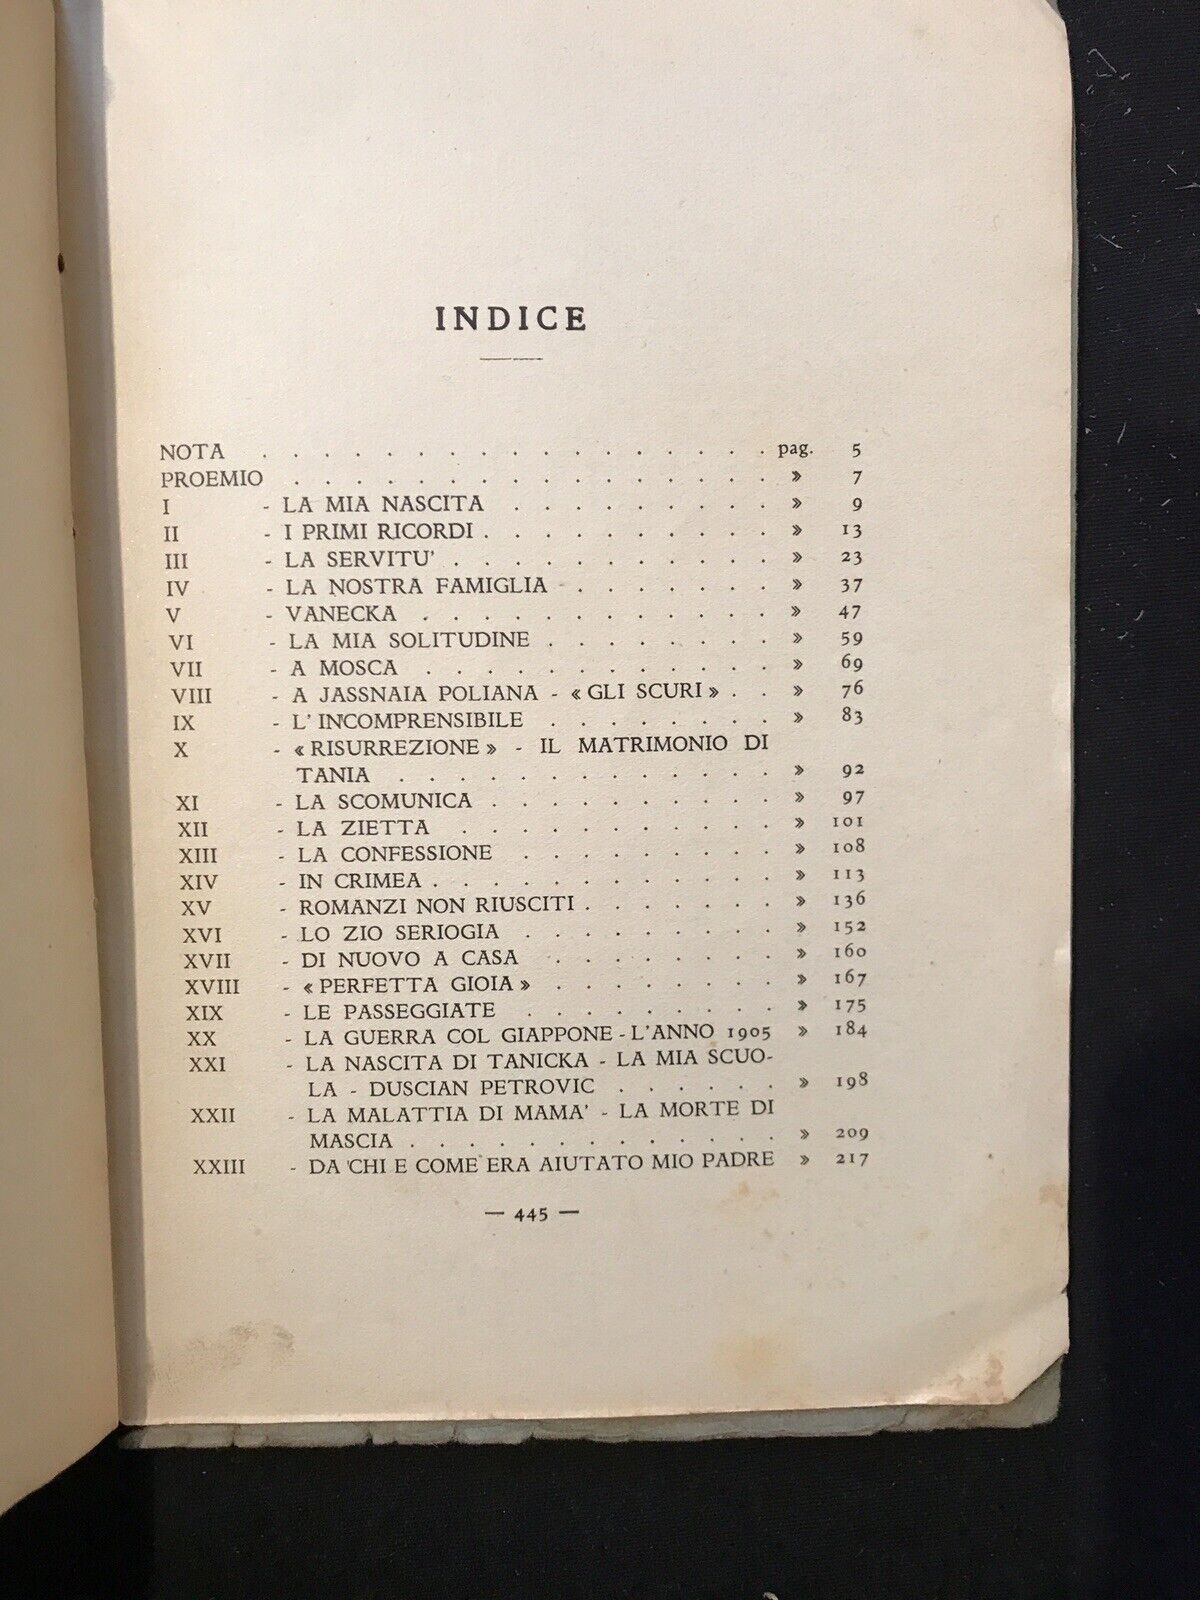 INDICE
NOTA . . . . . . . . . . . . . . . . . pag. 5
PROEMIO . . . . . . . . . . . . . . . . » 7
I - LA MIA NASCITA . . . . . . . . . » 9
II - I PRIMI RICORDI . . . . . . . . . . » 13
III - LA SERVITU' . . . . . . . . . . . » 23
IV - LA NOSTRA FAMIGLIA . . . . . . . » 37
V - VANECKA . . . . . . . . . . . . » 47
VI - LA MIA SOLITUDINE . . . . . . . . » 59
VII - A MOSCA . . . . . . . . . . . . » 69
VIII - A JASSNAIA POLIANA - « GLI SCURI » . . » 76
IX - L'INCOMPRENSIBILE . . . . . . . . » 83
X - « RISURREZIONE » - IL MATRIMONIO DI
TANIA . . . . . . . . . . . . . » 92
XI - LA SCOMUNICA . . . . . . . . . . » 97
XII - LA ZIETTA . . . . . . . . . . . » 101
XIII - LA CONFESSIONE . . . . . . . . . » 108
XIV - IN CRIMEA . . . . . . . . . . . . » 113
XV - ROMANZI NON RIUSCITI . . . . . . . » 136
XVI - LO ZIO SERIOGIA . . . . . . . . . » 152
XVII - DI NUOVO A CASA . . . . . . . . » 160
XVIII - « PERFETTA GIOIA » . . . . . . . . » 167
XIX - LE PASSEGGIATE . . . . . . . . . » 175
XX - LA GUERRA COL GIAPPONE - L'ANNO 1905 » 184
XXI - LA NASCITA DI TANICKA - LA MIA SCUO-
LA - DUSCIAN PETROVIC . . . . . . » 198
XXII - LA MALATTIA DI MAMA' - LA MORTE DI
MASCIA . . . . . . . . . . . . . » 209
XXIII - DA CHI E COME ERA AIUTATO MIO PADRE » 217
— 445 —